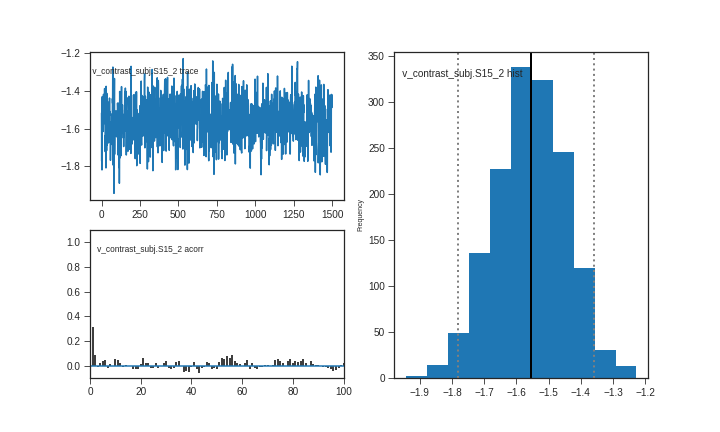 v_contrast_subj.S15_2 trace
−1.2
−1.4
−1.6
−1.8
0 250 500 750 1000 1250 1500
v_contrast_subj.S15_2 acorr
1.0
0.8
0.6
0.4
0.2
0.0
0 20 40 60 80 100
v_contrast_subj.S15_2 hist
Frequency
350
300
250
200
150
100
50
0
−1.9 −1.8 −1.7 −1.6 −1.5 −1.4 −1.3 −1.2